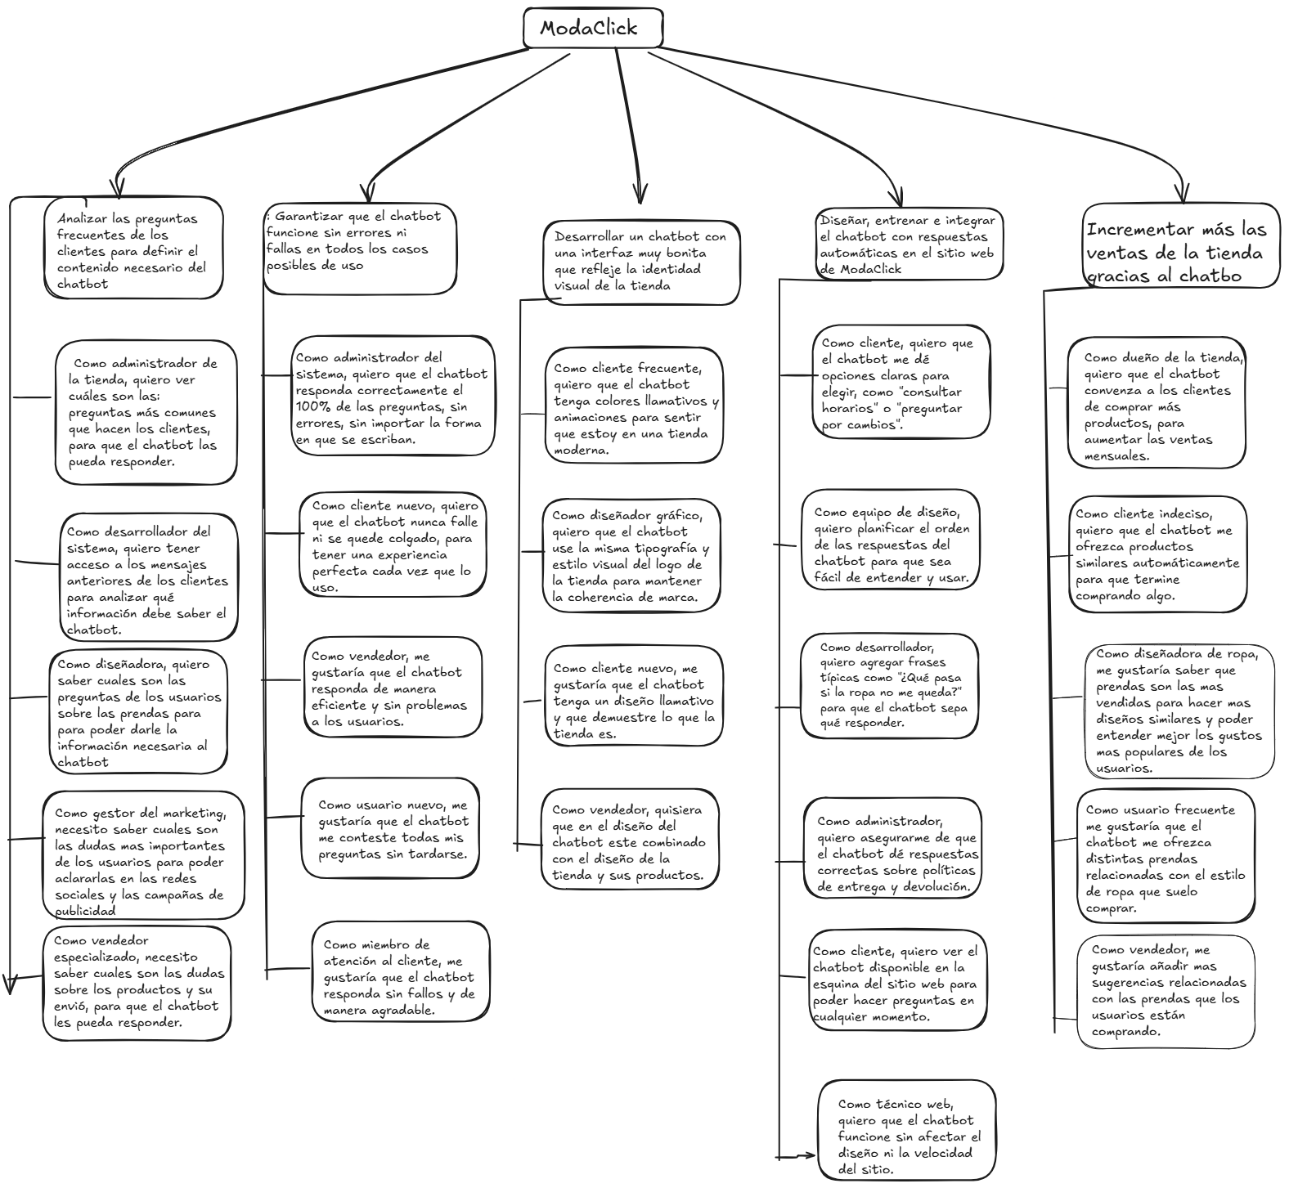 ModaClick
Analizar las preguntas
frecuentes de los
clientes para definir el
contenido necesario del
chatbot
Como administrador de
la tienda, quiero ver
cuáles son las:
preguntas más comunes
que hacen los clientes,
para que el chatbot las
pueda responder.
Como desarrollador del
sistema, quiero tener
acceso a los mensajes
anteriores de los clientes
para analizar qué
información debe saber el
chatbot.
Como diseñadora, quiero
saber cuales son las
preguntas de los usuarios
sobre las prendas para
para poder darle la
información necesaria al
chatbot
Como gestor del marketing,
necesito saber cuales son
las dudas mas importantes
de los usuarios para poder
aclararlas en las redes
sociales y las campañas de
publicidad
Como vendedor
especializado, necesito
saber cuales son las dudas
sobre los productos y su
envió, para que el chatbot
les pueda responder.
: Garantizar que el chatbot
funcione sin errores ni
fallas en todos los casos
posibles de uso
Como administrador del
sistema, quiero que el chatbot
responda correctamente el
100% de las preguntas, sin
errores, sin importar la forma
en que se escriban.
Como cliente nuevo, quiero
que el chatbot nunca falle
ni se quede colgado, para
tener una experiencia
perfecta cada vez que lo
uso.
Como vendedor, me
gustaría que el chatbot
responda de manera
eficiente y sin problemas
a los usuarios.
Como usuario nuevo, me
gustaría que el chatbot
me conteste todas mis
preguntas sin tardarse.
Como miembro de
atención al cliente, me
gustaría que el chatbot
responda sin fallos y de
manera agradable.
Desarrollar un chatbot con
una interfaz muy bonita
que refleje la identidad
visual de la tienda
Como cliente frecuente,
quiero que el chatbot
tenga colores llamativos y
animaciones para sentir
que estoy en una tienda
moderna.
Como diseñador gráfico,
quiero que el chatbot
use la misma tipografía y
estilo visual del logo de
la tienda para mantener
la coherencia de marca.
Como cliente nuevo, me
gustaría que el chatbot
tenga un diseño llamativo
y que demuestre lo que la
tienda es.
Como vendedor, quisiera
que en el diseño del
chatbot este combinado
con el diseño de la
tienda y sus productos.
Diseñar, entrenar e integrar
el chatbot con respuestas
automáticas en el sitio web
de ModaClick
Como cliente, quiero que
el chatbot me dé
opciones claras para
elegir, como "consultar
horarios" o "preguntar
por cambios".
Como equipo de diseño,
quiero planificar el orden
de las respuestas del
chatbot para que sea
fácil de entender y usar.
Como desarrollador,
quiero agregar frases
típicas como "¿Qué pasa
si la ropa no me queda?"
para que el chatbot sepa
qué responder.
Como administrador,
quiero asegurarme de que
el chatbot dé respuestas
correctas sobre políticas
de entrega y devolución.
Como cliente, quiero ver el
chatbot disponible en la
esquina del sitio web para
poder hacer preguntas en
cualquier momento.
Como técnico web,
quiero que el chatbot
funcione sin afectar el
diseño ni la velocidad
del sitio.
Incrementar más las
ventas de la tienda
gracias al chatbo
Como dueño de la tienda,
quiero que el chatbot
convenza a los clientes
de comprar más
productos, para
aumentar las ventas
mensuales.
Como cliente indeciso,
quiero que el chatbot me
ofrezca productos
similares automáticamente
para que termine
comprando algo.
Como diseñadora de ropa,
me gustaría saber que
prendas son las mas
vendidas para hacer mas
diseños similares y poder
entender mejor los gustos
mas populares de los
usuarios.
Como usuario frecuente
me gustaría que el
chatbot me ofrezca
distintas prendas
relacionadas con el estilo
de ropa que suelo
comprar.
Como vendedor, me
gustaría añadir mas
sugerencias relacionadas
con las prendas que los
usuarios están
comprando.